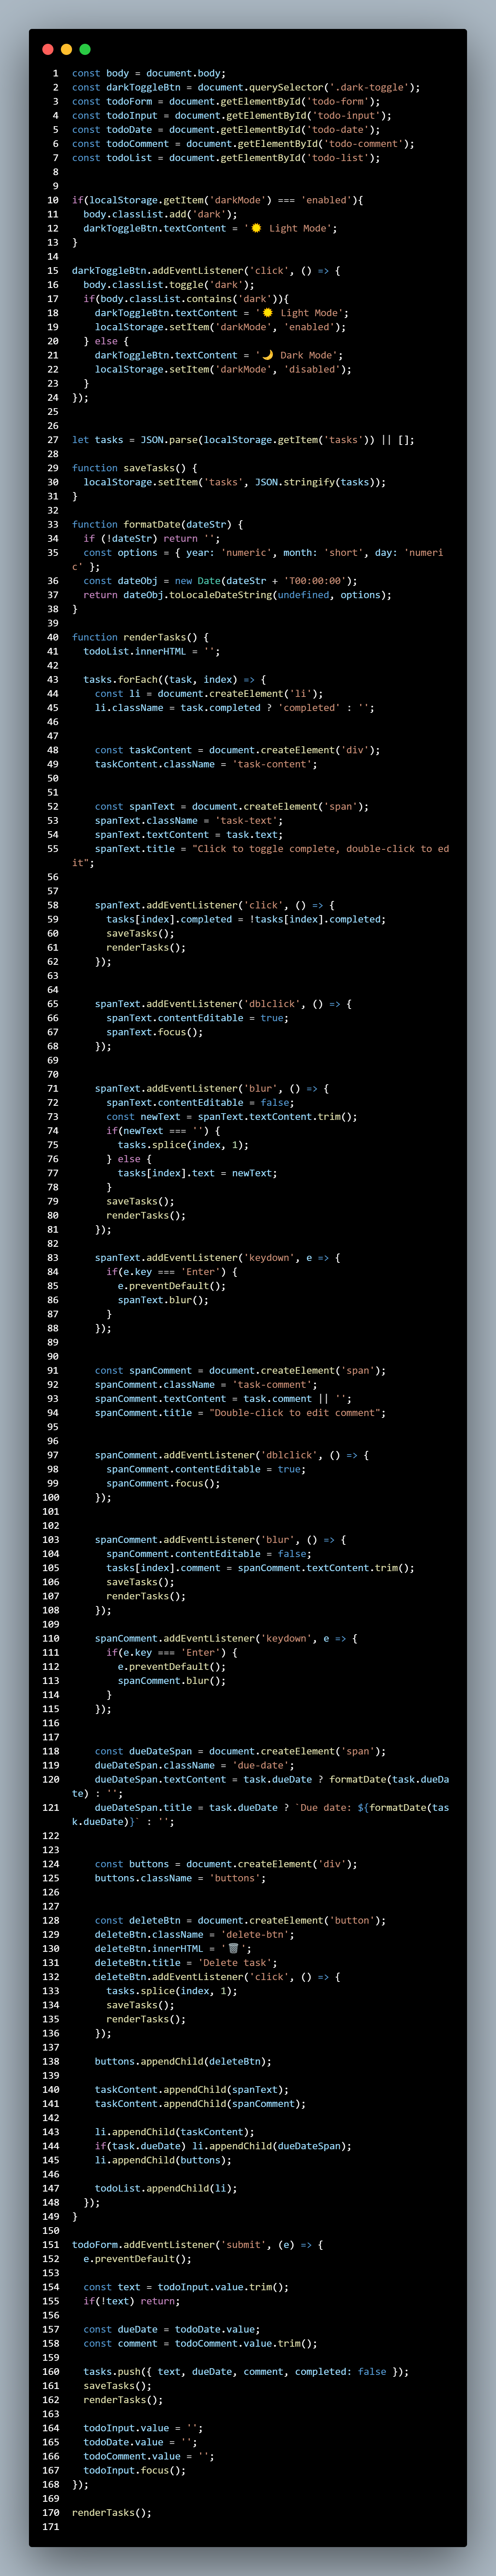 1 const body = document.body;
2 const darkToggleBtn = document.querySelector('.dark-toggle');
3 const todoForm = document.getElementById('todo-form');
4 const todoInput = document.getElementById('todo-input');
5 const todoDate = document.getElementById('todo-date');
6 const todoComment = document.getElementById('todo-comment');
7 const todoList = document.getElementById('todo-list');
8
9
10 if(localStorage.getItem('darkMode') === 'enabled'){
11   body.classList.add('dark');
12   darkToggleBtn.textContent = '☀️ Light Mode';
13 }
14
15 darkToggleBtn.addEventListener('click', () => {
16   body.classList.toggle('dark');
17   if(body.classList.contains('dark')){
18     darkToggleBtn.textContent = '☀️ Light Mode';
19     localStorage.setItem('darkMode', 'enabled');
20   } else {
21     darkToggleBtn.textContent = '🌙 Dark Mode';
22     localStorage.setItem('darkMode', 'disabled');
23   }
24 });
25
26
27 let tasks = JSON.parse(localStorage.getItem('tasks')) || [];
28
29 function saveTasks() {
30   localStorage.setItem('tasks', JSON.stringify(tasks));
31 }
32
33 function formatDate(dateStr) {
34   if (!dateStr) return '';
35   const options = { year: 'numeric', month: 'short', day: 'numeri
c' };
36   const dateObj = new Date(dateStr + 'T00:00:00');
37   return dateObj.toLocaleDateString(undefined, options);
38 }
39
40 function renderTasks() {
41   todoList.innerHTML = '';
42
43   tasks.forEach((task, index) => {
44     const li = document.createElement('li');
45     li.className = task.completed ? 'completed' : '';
46
47
48     const taskContent = document.createElement('div');
49     taskContent.className = 'task-content';
50
51
52     const spanText = document.createElement('span');
53     spanText.className = 'task-text';
54     spanText.textContent = task.text;
55     spanText.title = "Click to toggle complete, double-click to ed
it";
56
57
58     spanText.addEventListener('click', () => {
59       tasks[index].completed = !tasks[index].completed;
60       saveTasks();
61       renderTasks();
62     });
63
64
65     spanText.addEventListener('dblclick', () => {
66       spanText.contentEditable = true;
67       spanText.focus();
68     });
69
70
71     spanText.addEventListener('blur', () => {
72       spanText.contentEditable = false;
73       const newText = spanText.textContent.trim();
74       if(newText === '') {
75         tasks.splice(index, 1);
76       } else {
77         tasks[index].text = newText;
78       }
79       saveTasks();
80       renderTasks();
81     });
82
83     spanText.addEventListener('keydown', e => {
84       if(e.key === 'Enter') {
85         e.preventDefault();
86         spanText.blur();
87       }
88     });
89
90
91     const spanComment = document.createElement('span');
92     spanComment.className = 'task-comment';
93     spanComment.textContent = task.comment || '';
94     spanComment.title = "Double-click to edit comment";
95
96
97     spanComment.addEventListener('dblclick', () => {
98       spanComment.contentEditable = true;
99       spanComment.focus();
100     });
101
102
103     spanComment.addEventListener('blur', () => {
104       spanComment.contentEditable = false;
105       tasks[index].comment = spanComment.textContent.trim();
106       saveTasks();
107       renderTasks();
108     });
109
110     spanComment.addEventListener('keydown', e => {
111       if(e.key === 'Enter') {
112         e.preventDefault();
113         spanComment.blur();
114       }
115     });
116
117
118     const dueDateSpan = document.createElement('span');
119     dueDateSpan.className = 'due-date';
120     dueDateSpan.textContent = task.dueDate ? formatDate(task.dueDa
te) : '';
121     dueDateSpan.title = task.dueDate ? `Due date: ${formatDate(tas
k.dueDate)}` : '';
122
123
124     const buttons = document.createElement('div');
125     buttons.className = 'buttons';
126
127
128     const deleteBtn = document.createElement('button');
129     deleteBtn.className = 'delete-btn';
130     deleteBtn.innerHTML = '🗑️';
131     deleteBtn.title = 'Delete task';
132     deleteBtn.addEventListener('click', () => {
133       tasks.splice(index, 1);
134       saveTasks();
135       renderTasks();
136     });
137
138     buttons.appendChild(deleteBtn);
139
140     taskContent.appendChild(spanText);
141     taskContent.appendChild(spanComment);
142
143     li.appendChild(taskContent);
144     if(task.dueDate) li.appendChild(dueDateSpan);
145     li.appendChild(buttons);
146
147     todoList.appendChild(li);
148   });
149 }
150
151 todoForm.addEventListener('submit', (e) => {
152   e.preventDefault();
153
154   const text = todoInput.value.trim();
155   if(!text) return;
156
157   const dueDate = todoDate.value;
158   const comment = todoComment.value.trim();
159
160   tasks.push({ text, dueDate, comment, completed: false });
161   saveTasks();
162   renderTasks();
163
164   todoInput.value = '';
165   todoDate.value = '';
166   todoComment.value = '';
167   todoInput.focus();
168 });
169
170 renderTasks();
171